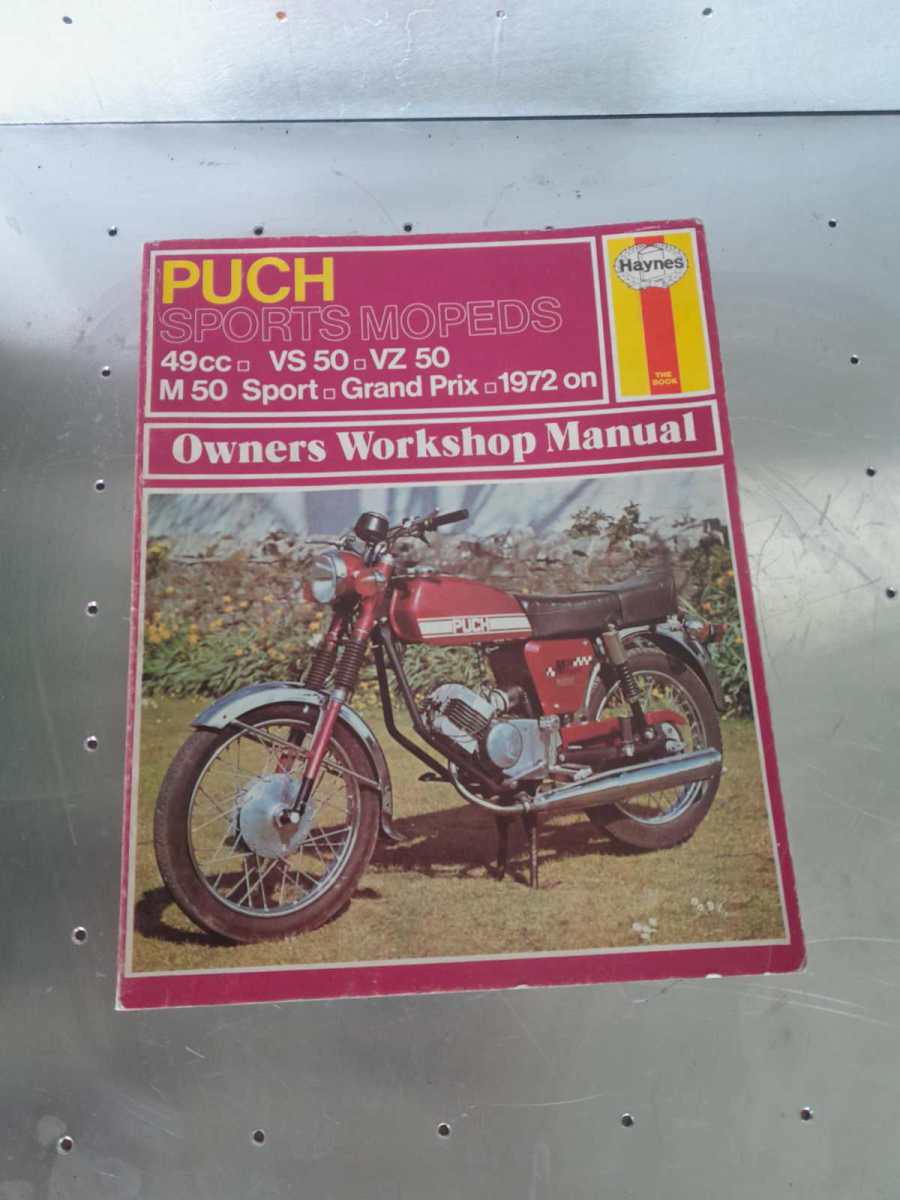 PUCH
SPORTS MOPEDS
49cc □ VS 50 □ VZ 50
M 50 Sport □ Grand Prix □ 1972 on
Haynes
THE
BOOK
Owners Workshop Manual
PUCH